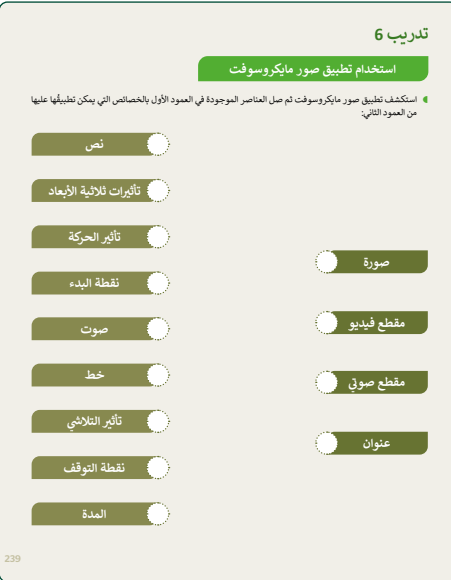 تدريب 6
استخدام تطبيق صور مايكروسوفت
استكشف تطبيق صور مايكروسوفت ثم صل العناصر الموجودة في العمود الأول بالخصائص التي يمكن تطبيقُها عليها
من العمود الثاني:
صورة
مقطع فيديو
مقطع صوتي
عنوان
نص
تأثيرات ثلاثية الأبعاد
تأثير الحركة
نقطة البدء
صوت
خط
تأثير التلاشي
نقطة التوقف
المدة
239